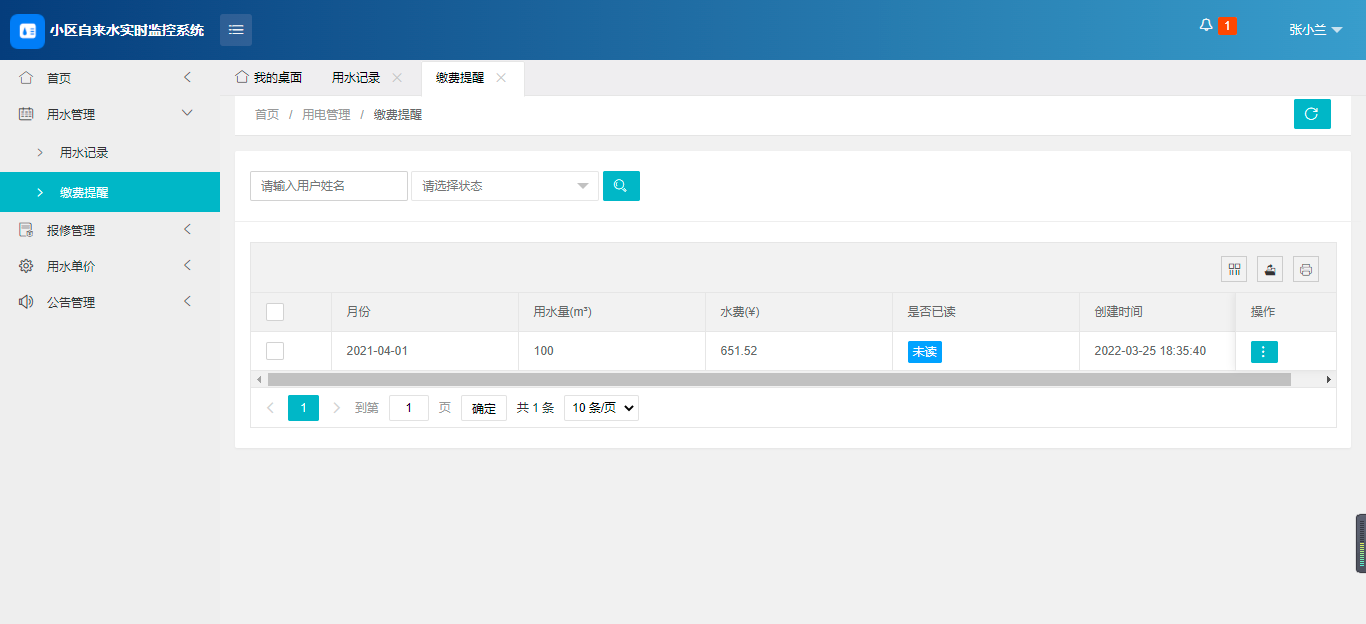 小区自来水实时监控系统
1
张小兰
首页
用水管理
用水记录
缴费提醒
报修管理
用水单价
公告管理
我的桌面 用水记录 缴费提醒
首页 / 用电管理 / 缴费提醒
请输入用户姓名 请选择状态
月份 用水量(m³) 水费(¥) 是否已读 创建时间 操作
2021-04-01 100 651.52 未读 2022-03-25 18:35:40
1 到第 1 页 确定 共 1 条 10 条/页